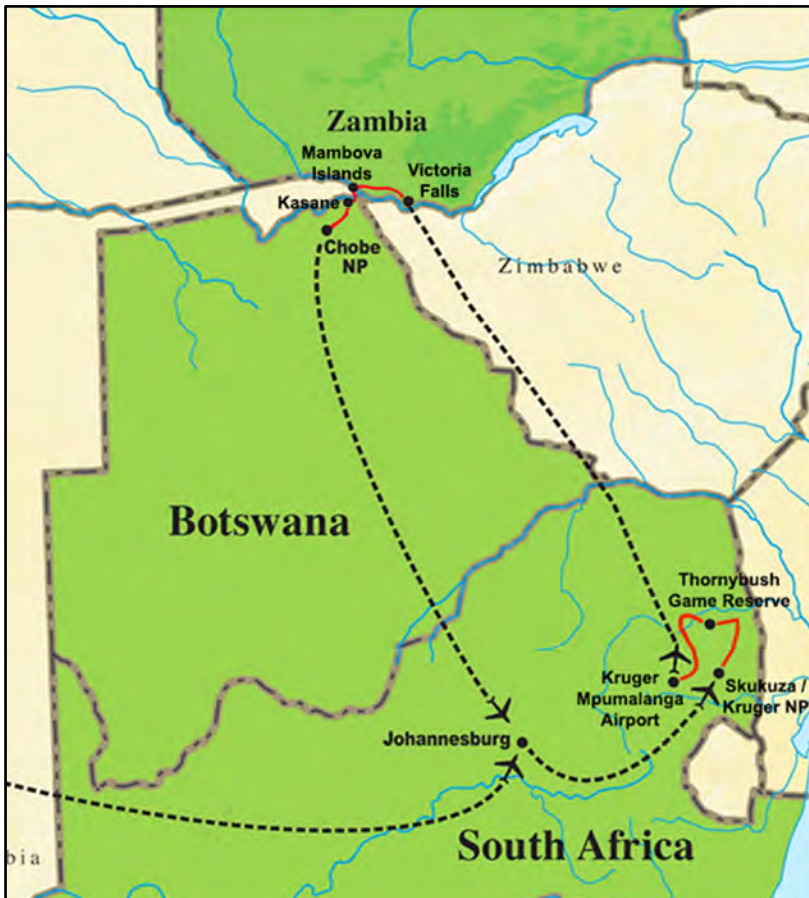 Zambia
Mambova
Islands
Victoria
Falls
Kasane
Chobe
NP
Zimbabwe
Botswana
Thornybush
Game Reserve
Kruger
Mpumalanga
Airport
Skukuza /
Kruger NP
Johannesburg
South Africa
bia